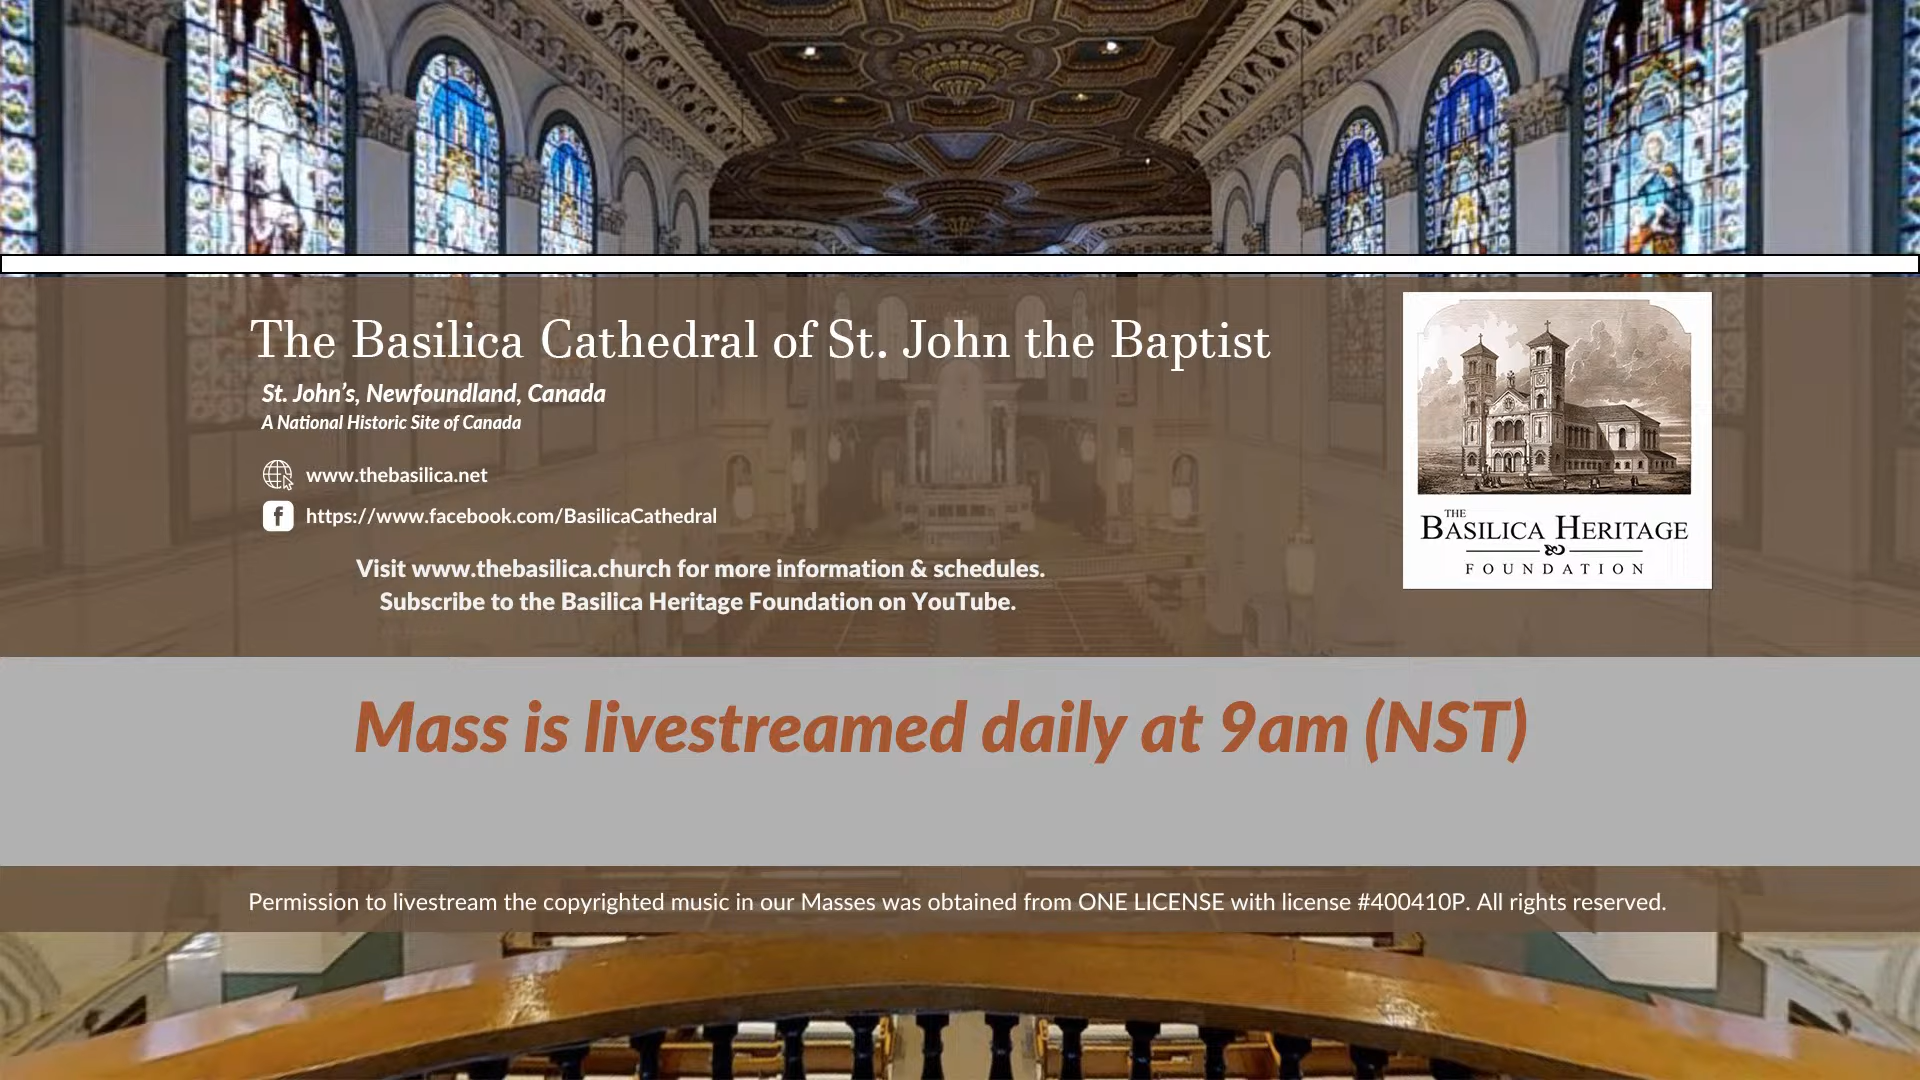 The Basilica Cathedral of St. John the Baptist
St. John's, Newfoundland, Canada
A National Historic Site of Canada
www.thebasilica.net
f https://www.facebook.com/BasilicaCathedral
Visit www.thebasilica.church for more information & schedules.
Subscribe to the Basilica Heritage Foundation on YouTube.
THE
BASILICA HERITAGE
FOUNDATION
Mass is livestreamed daily at 9am (NST)
Permission to livestream the copyrighted music in our Masses was obtained from ONE LICENSE with license #400410P. All rights reserved.